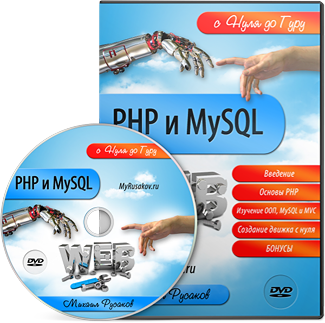 с Нуля до Гуру
PHP и MySQL
Введение
Основы PHP
Изучение ООП, MySQL и MVC
Создание движка с нуля
БОНУСЫ
DVD
с Нуля до Гуру
PHP и MySQL
MyRusakov.ru
WEB
DVD
Михаил Русаков